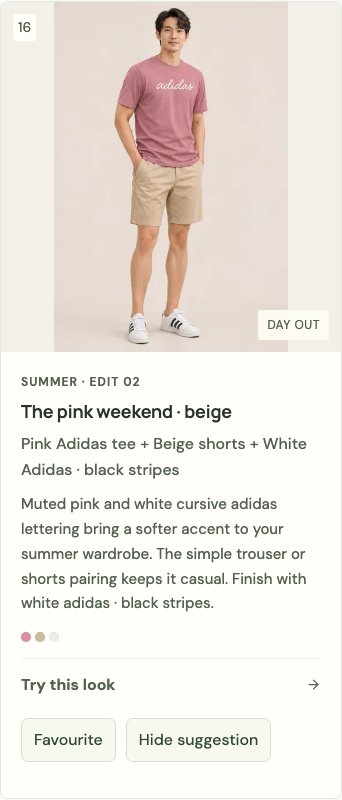 16
adidas
DAY OUT
SUMMER · EDIT 02
The pink weekend · beige
Pink Adidas tee + Beige shorts + White
Adidas · black stripes
Muted pink and white cursive adidas
lettering bring a softer accent to your
summer wardrobe. The simple trouser or
shorts pairing keeps it casual. Finish with
white adidas · black stripes.
Try this look →
Favourite Hide suggestion